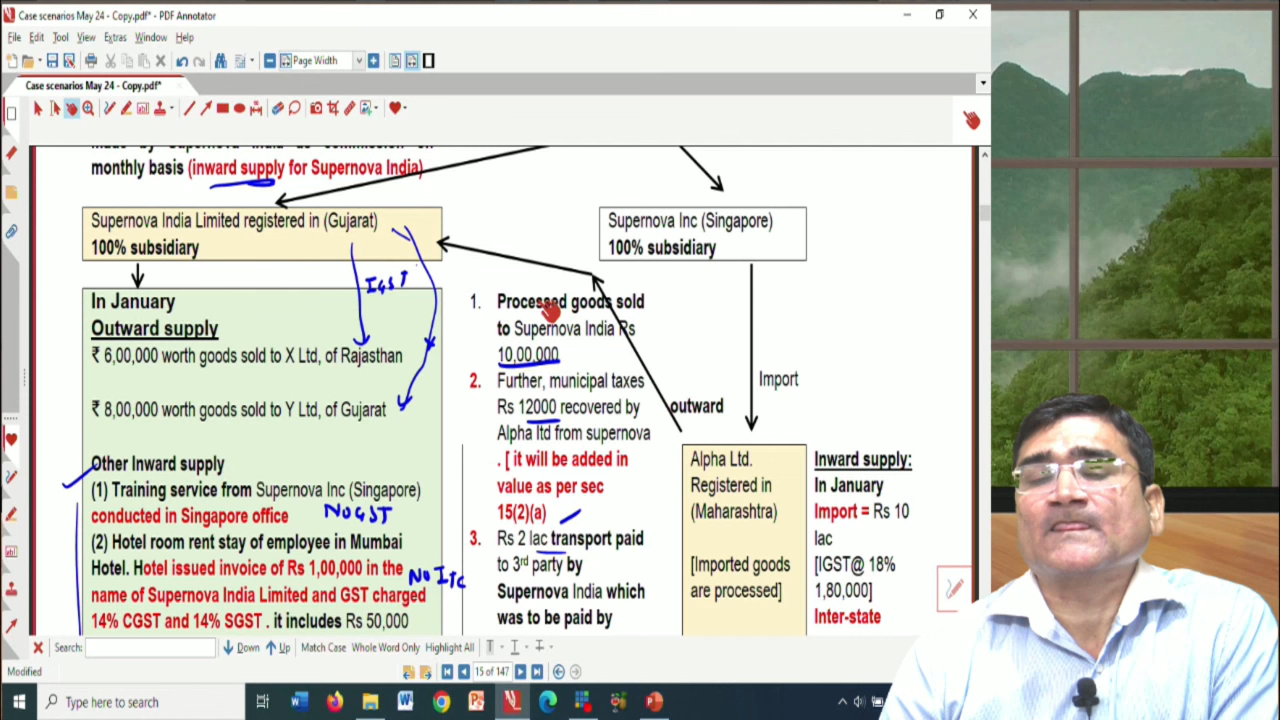 Case scenarios May 24 - Copy.pdf* - PDF Annotator
File Edit Tool View Extras Window Help
Page Width
Case scenarios May 24 - Copy.pdf*
monthly basis (inward supply for Supernova India)
Supernova India Limited registered in (Gujarat)
100% subsidiary
Supernova Inc (Singapore)
100% subsidiary
In January
Outward supply
₹ 6,00,000 worth goods sold to X Ltd, of Rajasthan
₹ 8,00,000 worth goods sold to Y Ltd, of Gujarat
IGST
Other Inward supply
(1) Training service from Supernova Inc (Singapore)
conducted in Singapore office
No GST
(2) Hotel room rent stay of employee in Mumbai
Hotel. Hotel issued invoice of Rs 1,00,000 in the
name of Supernova India Limited and GST charged
14% CGST and 14% SGST . it includes Rs 50,000
No ITC
1. Processed goods sold
to Supernova India Rs
10,00,000
2. Further, municipal taxes
Rs 12000 recovered by
Alpha ltd from supernova
. [ it will be added in
value as per sec
15(2)(a)
3. Rs 2 lac transport paid
to 3rd party by
Supernova India which
was to be paid by
Import
outward
Alpha Ltd.
Registered in
(Maharashtra)
[Imported goods
are processed]
Inward supply:
In January
Import = Rs 10
lac
[IGST@ 18%
1,80,000]
Inter-state
Search: Down Up Match Case Whole Word Only Highlight All
Modified
15 of 147
Type here to search